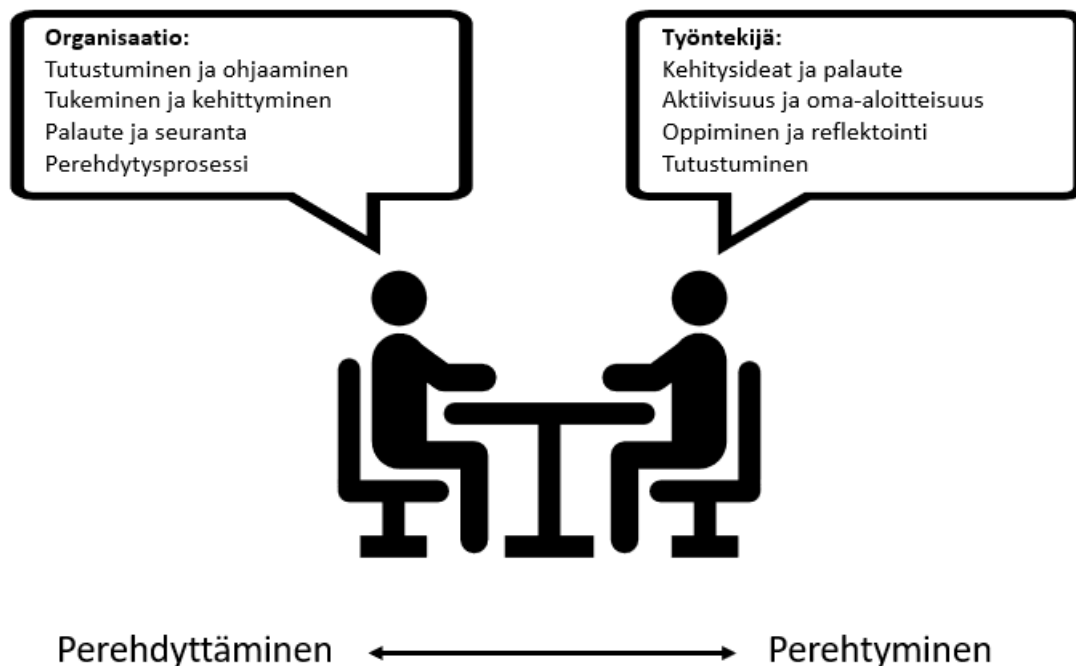 Organisaatio:
Tutustuminen ja ohjaaminen
Tukeminen ja kehittyminen
Palaute ja seuranta
Perehdytysprosessi
Työntekijä:
Kehitysideat ja palaute
Aktiivisuus ja oma-aloitteisuus
Oppiminen ja reflektointi
Tutustuminen
Perehdyttäminen
Perehtyminen